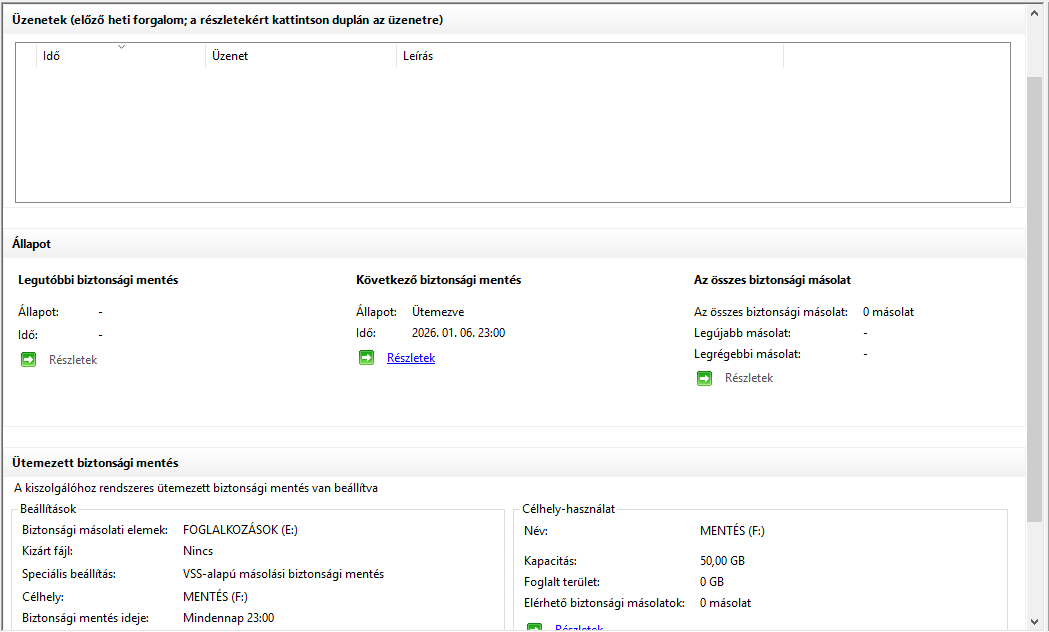 Üzenetek (előző heti forgalom; a részletekért kattintson duplán az üzenetre)
Idő Üzenet Leírás
Állapot
Legutóbbi biztonsági mentés
Állapot: -
Idő: -
Részletek
Következő biztonsági mentés
Állapot: Ütemezve
Idő: 2026. 01. 06. 23:00
Részletek
Az összes biztonsági másolat
Az összes biztonsági másolat: 0 másolat
Legújabb másolat: -
Legrégebbi másolat: -
Részletek
Ütemezett biztonsági mentés
A kiszolgálóhoz rendszeres ütemezett biztonsági mentés van beállítva
Beállítások
Biztonsági másolati elemek: FOGLALKOZÁSOK (E:)
Kizárt fájl: Nincs
Speciális beállítás: VSS-alapú másolási biztonsági mentés
Célhely: MENTÉS (F:)
Biztonsági mentés ideje: Mindennap 23:00
Célhely-használat
Név: MENTÉS (F:)
Kapacitás: 50,00 GB
Foglalt terület: 0 GB
Elérhető biztonsági másolatok: 0 másolat
Részletek